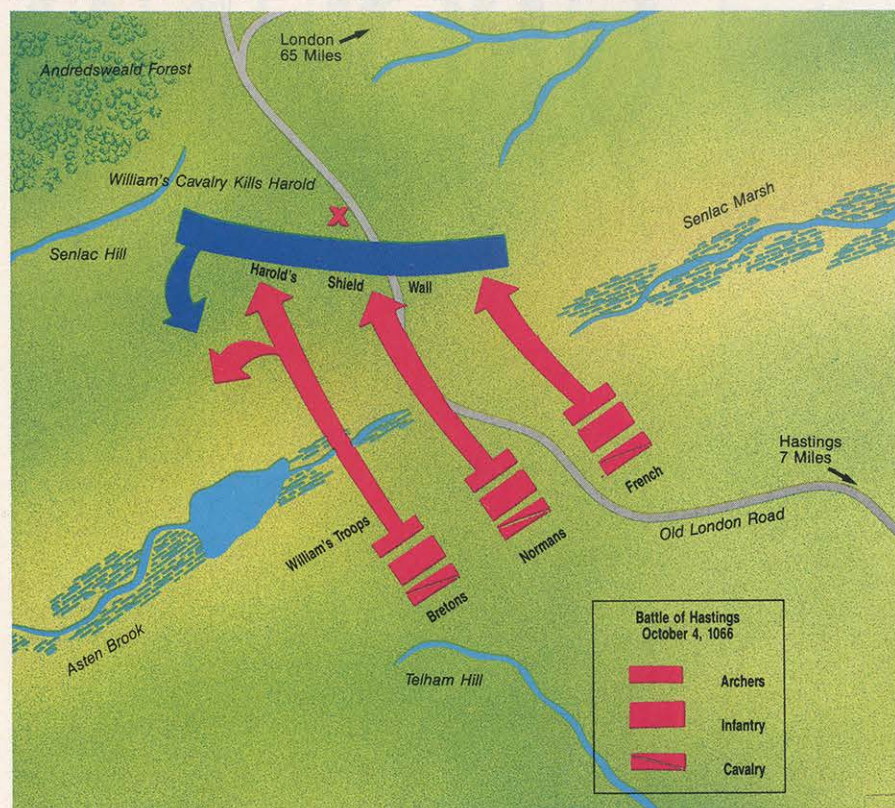 London
65 Miles
Andredsweald Forest
William's Cavalry Kills Harold
Senlac Marsh
Senlac Hill
Harold's Shield Wall
Hastings
7 Miles
French
Old London Road
William's Troops
Normans
Bretons
Asten Brook
Telham Hill
Battle of Hastings
October 4, 1066
Archers
Infantry
Cavalry